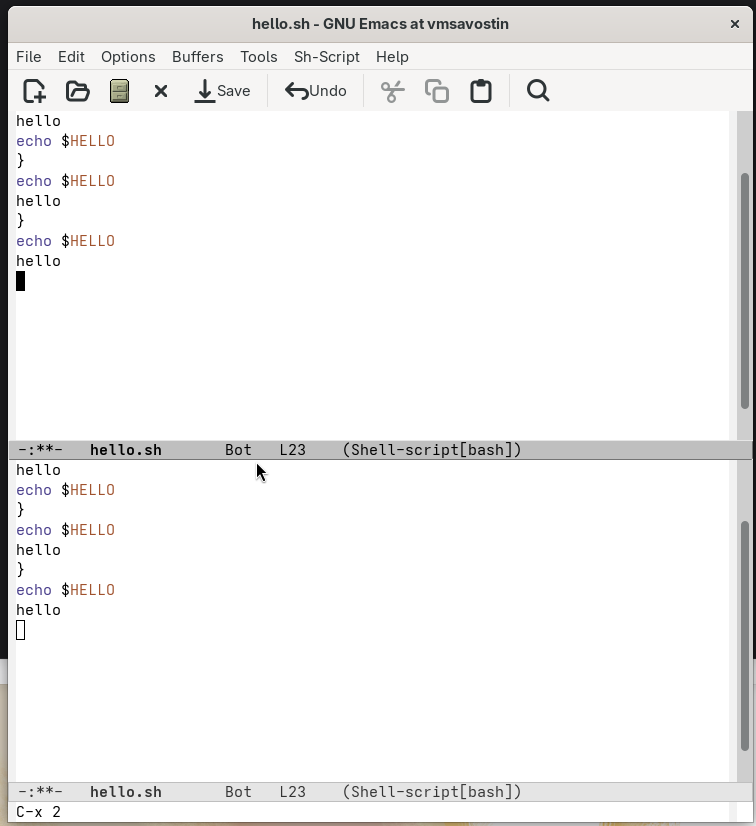 hello.sh - GNU Emacs at vmsavostin
File Edit Options Buffers Tools Sh-Script Help
Save Undo
hello
echo $HELLO
}
echo $HELLO
hello
}
echo $HELLO
hello
-:**- hello.sh Bot L23 (Shell-script[bash])
hello
echo $HELLO
}
echo $HELLO
hello
}
echo $HELLO
hello
-:**- hello.sh Bot L23 (Shell-script[bash])
C-x 2